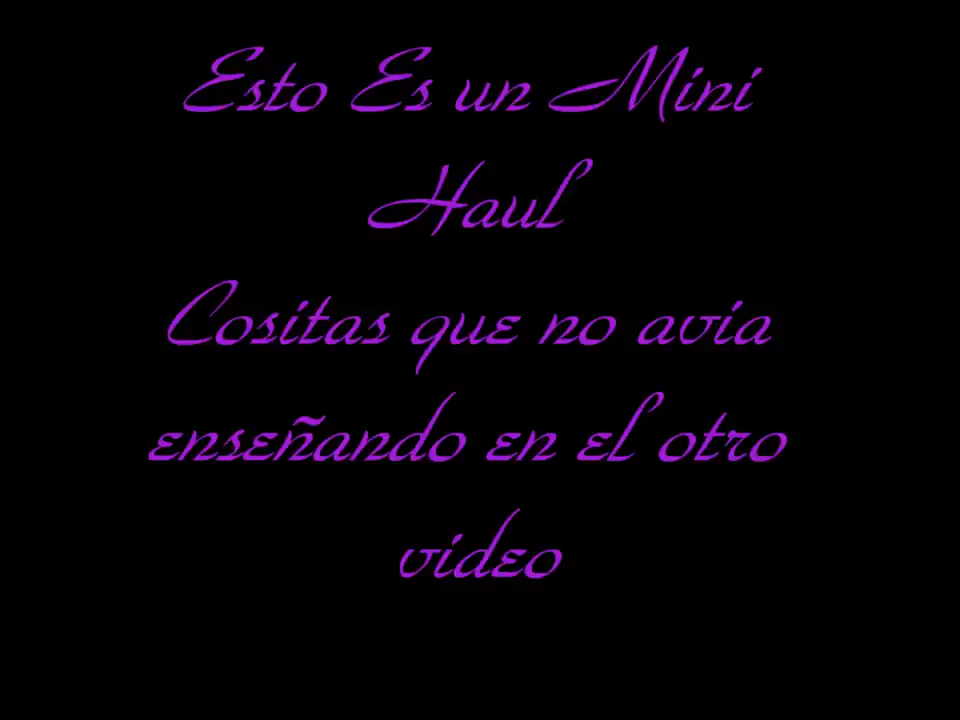 Esto Es un Mini
Haul
Cositas que no avia
enseñando en el otro
video